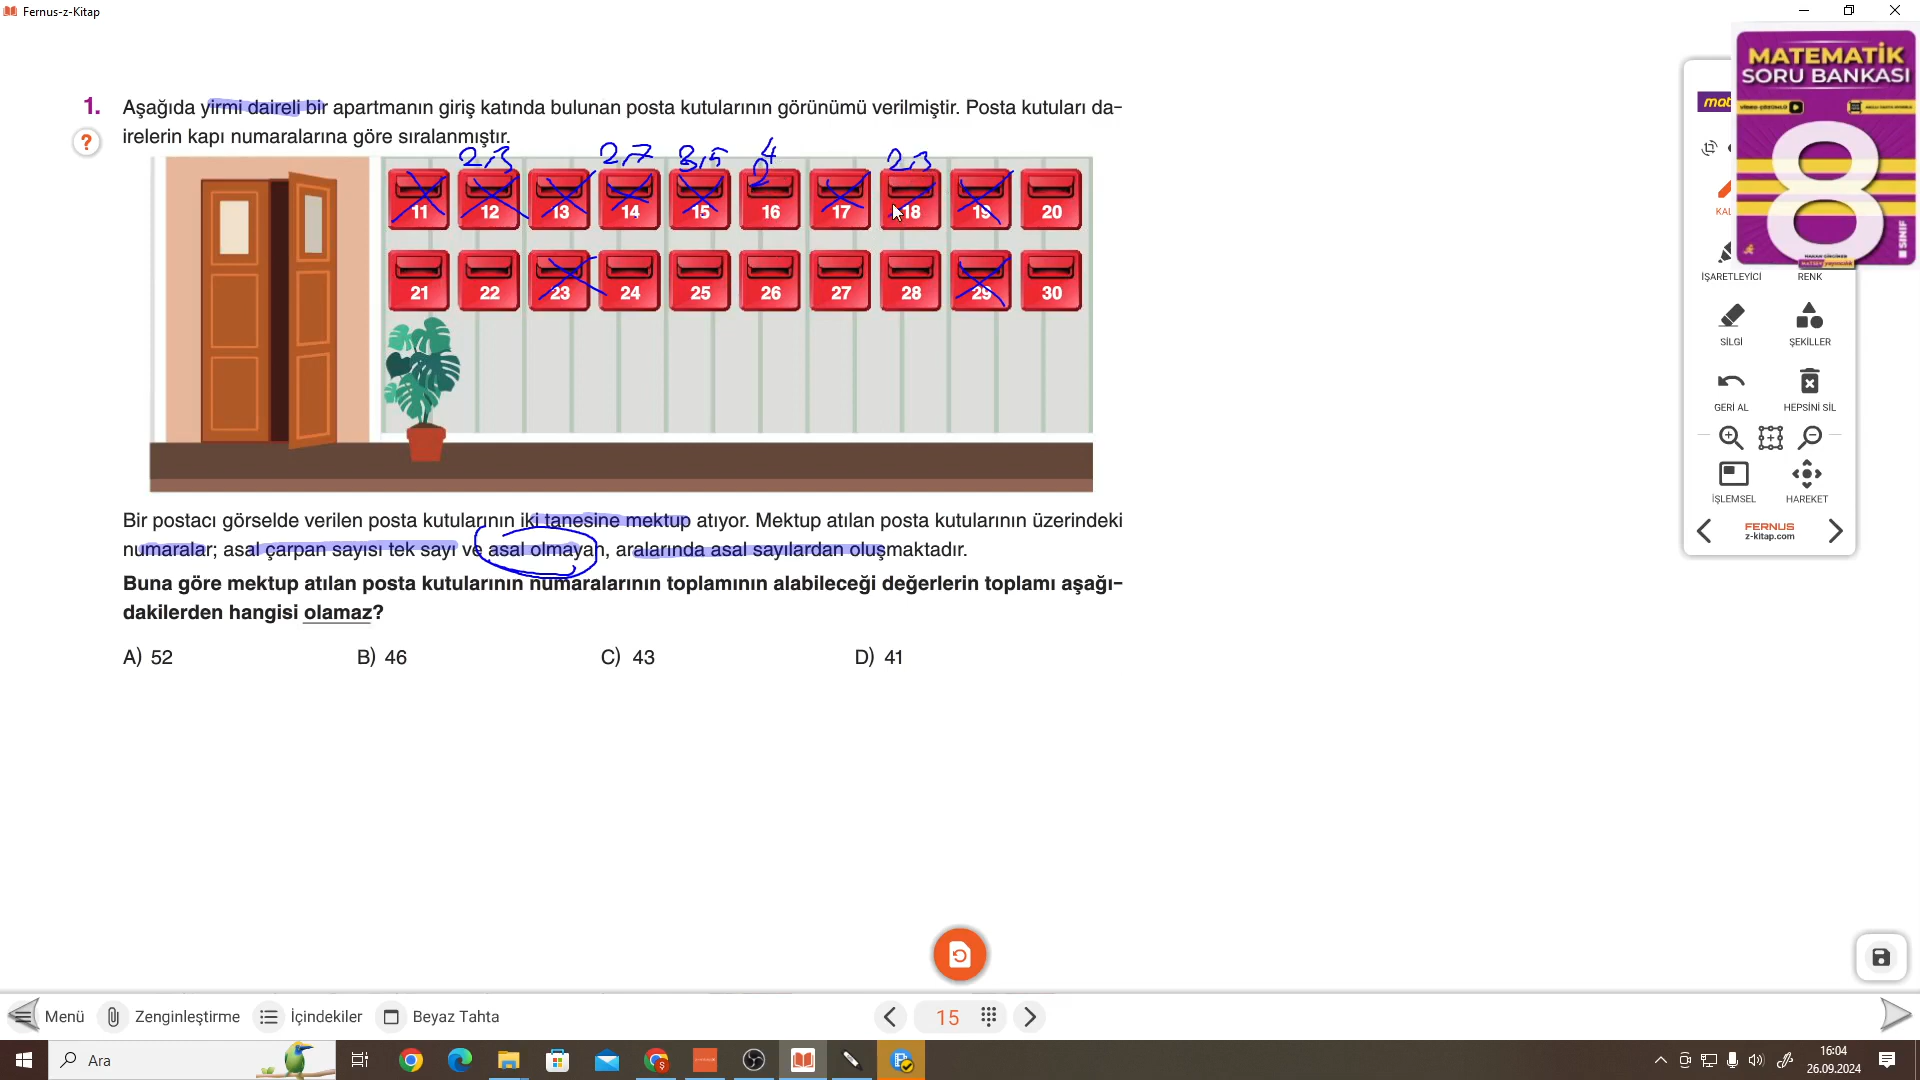 Fernus-z-Kitap
MATEMATİK
SORU BANKASI
8
SINIF
1. Aşağıda yirmi daireli bir apartmanın giriş katında bulunan posta kutularının görünümü verilmiştir. Posta kutuları da-
irelerin kapı numaralarına göre sıralanmıştır.
?
2,3 2,7 3,5 2 4 2,3
11 12 13 14 15 16 17 18 19 20
21 22 23 24 25 26 27 28 29 30
Bir postacı görselde verilen posta kutularının iki tanesine mektup atıyor. Mektup atılan posta kutularının üzerindeki
numaralar; asal çarpan sayısı tek sayı ve asal olmayan, aralarında asal sayılardan oluşmaktadır.
Buna göre mektup atılan posta kutularının numaralarının toplamının alabileceği değerlerin toplamı aşağı-
dakilerden hangisi olamaz?
A) 52 B) 46 C) 43 D) 41
mat
KAL
İŞARETLEYİCİ RENK
SİLGİ ŞEKİLLER
GERİ AL HEPSİNİ SİL
İŞLEMSEL HAREKET
FERNUS
z-kitap.com
Menü Zenginleştirme İçindekiler Beyaz Tahta 15
Ara
16:04
26.09.2024